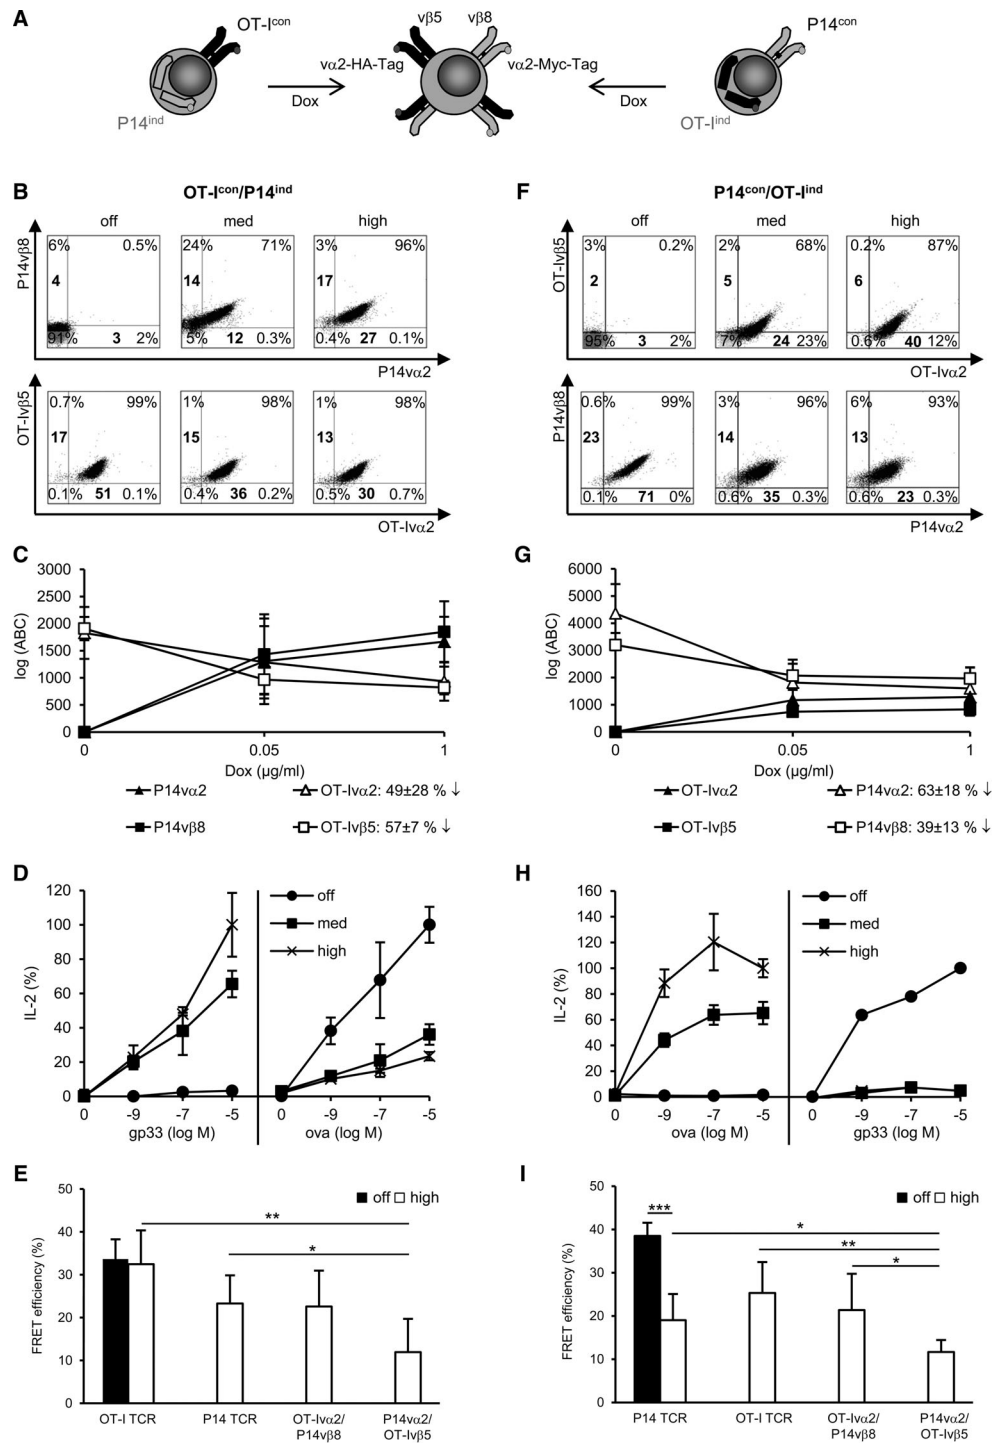 A
OT-Icon
vβ5 vβ8
P14con
vα2-HA-Tag
vα2-Myc-Tag
Dox
Dox
P14ind
OT-Iind
B
OT-Icon/P14ind
off med high
P14vβ8
6% 0.5% 24% 71% 3% 96%
4 14 17
91% 3 2% 5% 12 0.3% 0.4% 27 0.1%
P14vα2
OT-Ivβ5
0.7% 99% 1% 98% 1% 98%
17 15 13
0.1% 51 0.1% 0.4% 36 0.2% 0.5% 30 0.7%
OT-Ivα2
F
P14con/OT-Iind
off med high
OT-Ivβ5
3% 0.2% 2% 68% 0.2% 87%
2 5 6
95% 3 2% 7% 24 23% 0.6% 40 12%
OT-Ivα2
P14vβ8
0.6% 99% 3% 96% 6% 93%
23 14 13
0.1% 71 0% 0.6% 35 0.3% 0.6% 23 0.3%
P14vα2
C
log (ABC)
3000
2500
2000
1500
1000
500
0
0 0.05 1
Dox (µg/ml)
P14vα2 OT-Ivα2: 49±28 % ↓
P14vβ8 OT-Ivβ5: 57±7 % ↓
G
log (ABC)
6000
5000
4000
3000
2000
1000
0
0 0.05 1
Dox (µg/ml)
OT-Ivα2 P14vα2: 63±18 % ↓
OT-Ivβ5 P14vβ8: 39±13 % ↓
D
IL-2 (%)
120
100
80
60
40
20
0
off
med
high
0 -9 -7 -5 0 -9 -7 -5
gp33 (log M) ova (log M)
H
IL-2 (%)
160
140
120
100
80
60
40
20
0
off
med
high
0 -9 -7 -5 0 -9 -7 -5
ova (log M) gp33 (log M)
E
FRET efficiency (%)
50
40
30
20
10
0
off high
**
*
OT-I TCR P14 TCR OT-Ivα2/ P14vα2/
P14vβ8 OT-Ivβ5
I
FRET efficiency (%)
50
40
30
20
10
0
off high
***
*
**
*
P14 TCR OT-I TCR OT-Ivα2/ P14vα2/
P14vβ8 OT-Ivβ5